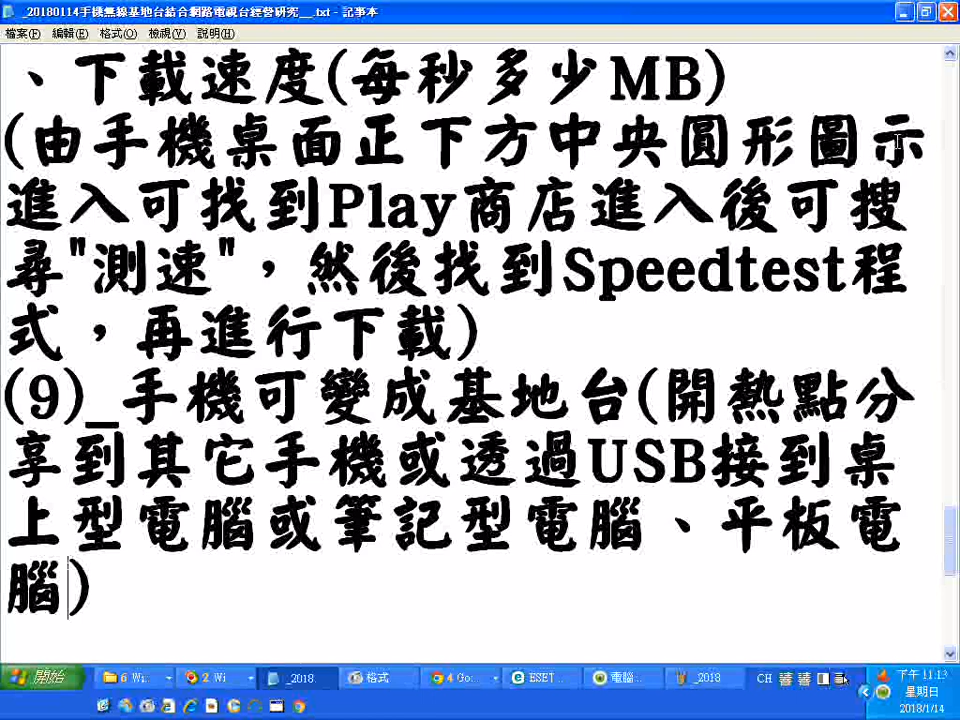 _20180114手機無線基地台結合網路電視台經營研究__.txt - 記事本
檔案(F) 編輯(E) 格式(O) 檢視(V) 說明(H)
、下載速度(每秒多少MB)
(由手機桌面正下方中央圓形圖示
進入可找到Play商店進入後可搜
尋"測速"，然後找到Speedtest程
式，再進行下載)
(9)_手機可變成基地台(開熱點分
享到其它手機或透過USB接到桌
上型電腦或筆記型電腦、平板電
腦)
開始 6 Wi... 2 Wi _2018 格式 4 Go... ESET... 電腦... _2018 CH
下午 11:13
星期日
2018/1/14